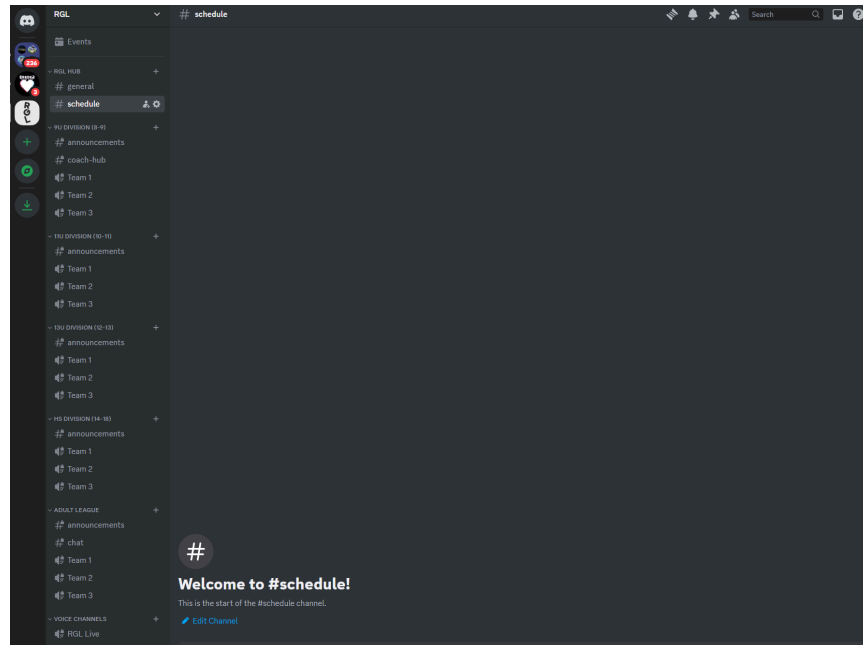 RGL
Events
RGL HUB
general
schedule
9U DIVISION (8-9)
announcements
coach-hub
Team 1
Team 2
Team 3
11U DIVISION (10-11)
announcements
Team 1
Team 2
Team 3
13U DIVISION (12-13)
announcements
Team 1
Team 2
Team 3
HS DIVISION (14-18)
announcements
Team 1
Team 2
Team 3
ADULT LEAGUE
announcements
chat
Team 1
Team 2
Team 3
VOICE CHANNELS
RGL Live
236
3
RGL
# schedule
Search
#
Welcome to #schedule!
This is the start of the #schedule channel.
Edit Channel